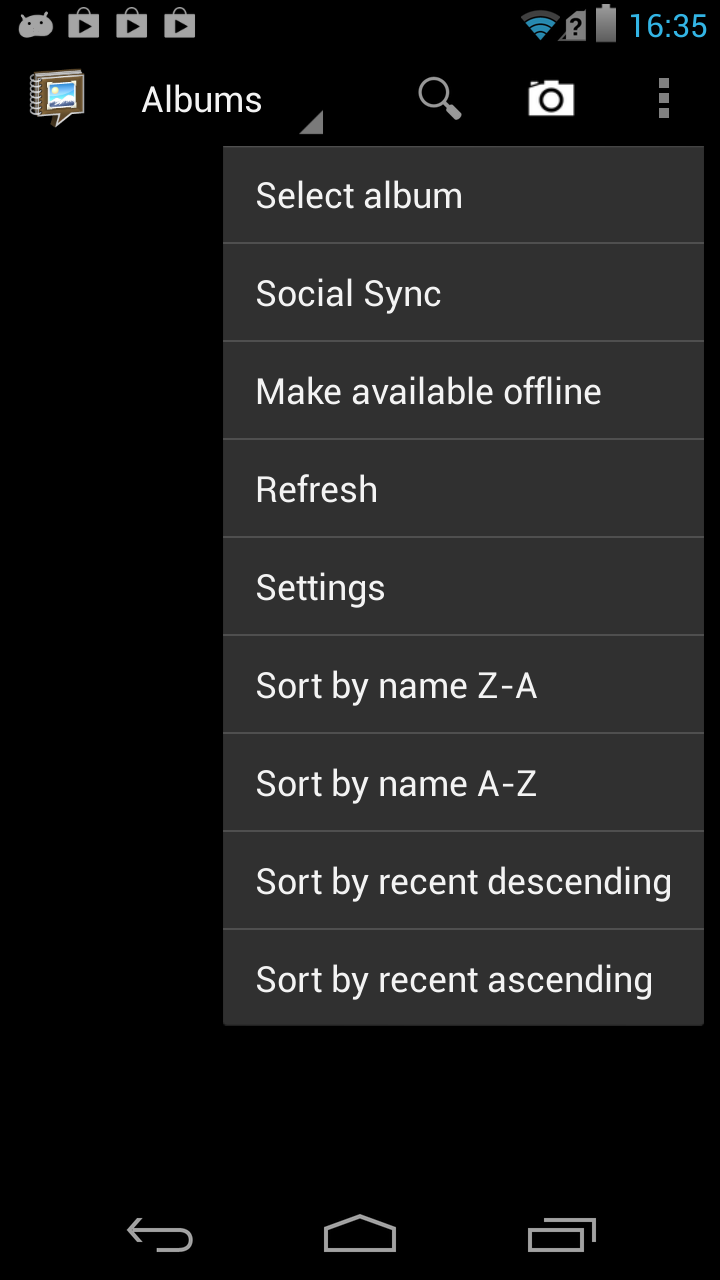 16:35
Albums
Select album
Social Sync
Make available offline
Refresh
Settings
Sort by name Z-A
Sort by name A-Z
Sort by recent descending
Sort by recent ascending